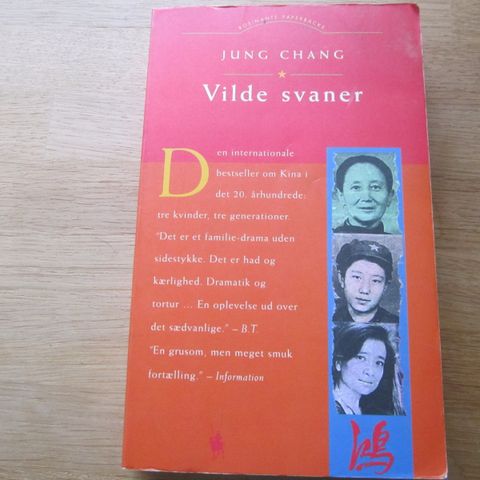 ROSINANTE PAPERBACKS
JUNG CHANG
Vilde svaner
Den internationale
bestseller om Kina i
det 20. århundrede:
tre kvinder, tre generationer.
"Det er et familie-drama uden
sidestykke. Det er had og
kærlighed. Dramatik og
tortur ... En oplevelse ud over
det sædvanlige." – B.T.
"En grusom, men meget smuk
fortælling." – Information
鴻